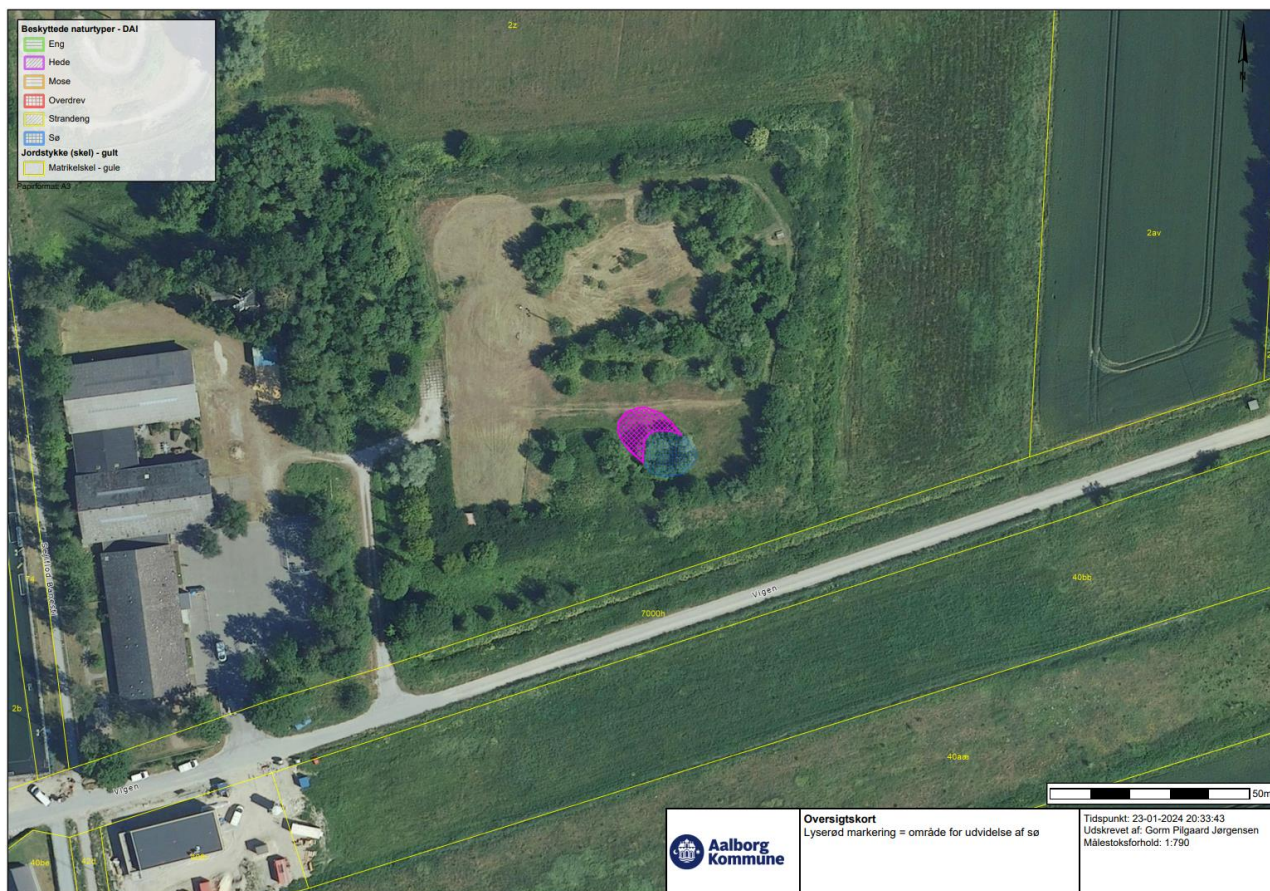 Beskyttede naturtyper - DAI
Eng
Hede
Mose
Overdrev
Strandeng
Sø
Jordstykke (skel) - gult
Matrikelskel - gule
Papirformat: A3
N
2z
2av
40bb
7000h
Vigen
40aæ
2b
Vigen
50m
Aalborg
Kommune
Oversigtskort
Lyserød markering = område for udvidelse af sø
Tidspunkt: 23-01-2024 20:33:43
Udskrevet af: Gorm Pilgaard Jørgensen
Målestoksforhold: 1:790